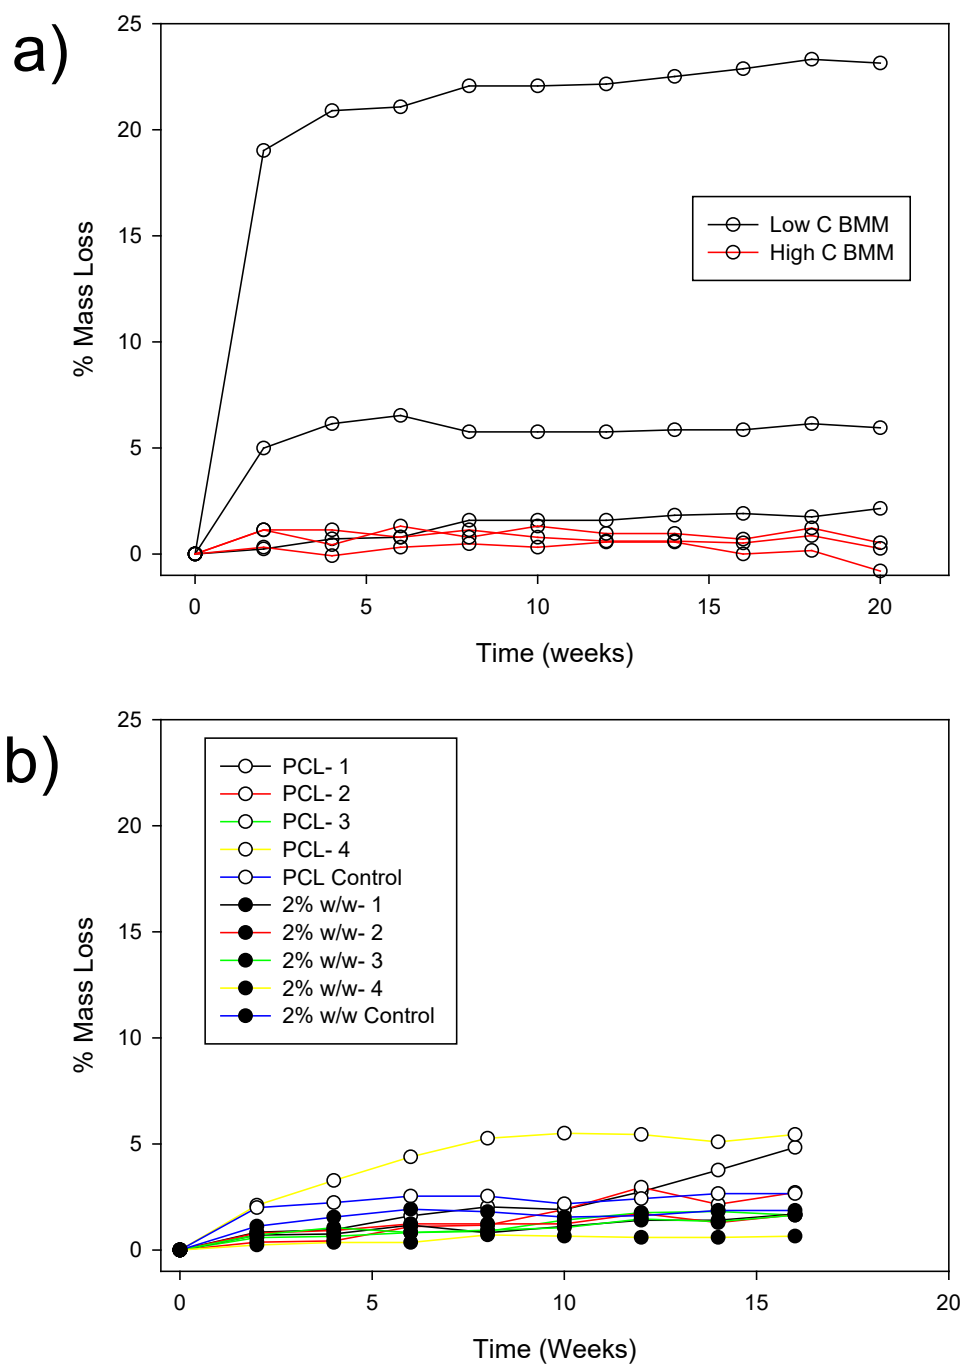 a)
25
20
15
10
5
0
% Mass Loss
Low C BMM
High C BMM
0 5 10 15 20
Time (weeks)
b)
25
20
15
10
5
0
% Mass Loss
PCL- 1
PCL- 2
PCL- 3
PCL- 4
PCL Control
2% w/w- 1
2% w/w- 2
2% w/w- 3
2% w/w- 4
2% w/w Control
0 5 10 15 20
Time (Weeks)